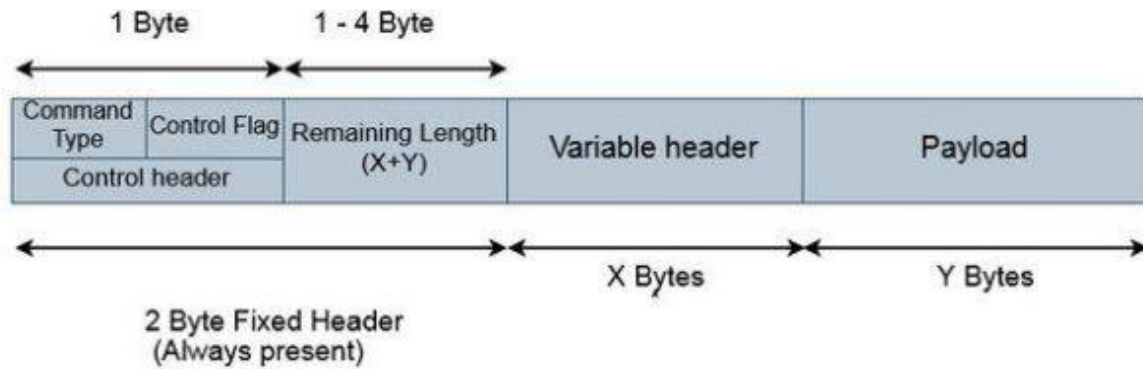 1 Byte
1 - 4 Byte
Command
Type
Control Flag
Control header
Remaining Length
(X+Y)
Variable header
Payload
X Bytes
Y Bytes
2 Byte Fixed Header
(Always present)